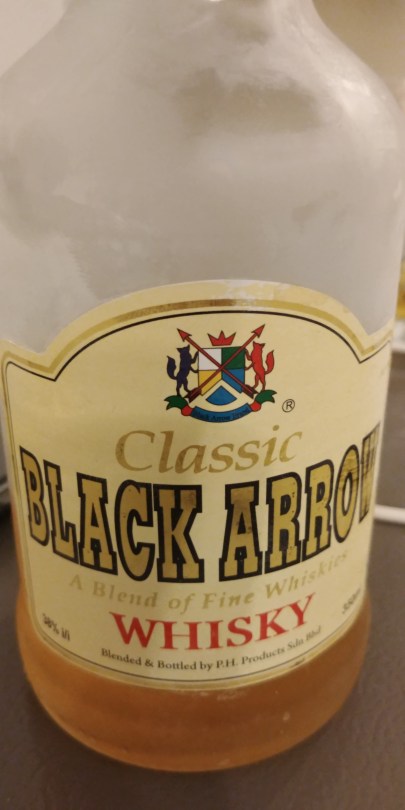 ®
Classic
BLACK ARROW
A Blend of Fine Whiskies
WHISKY
Blended & Bottled by P.H. Products Sdn Bhd